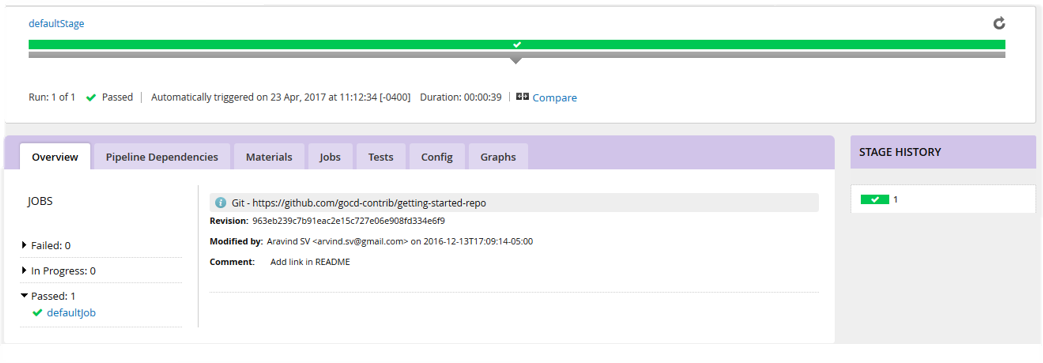 defaultStage
Run: 1 of 1 Passed Automatically triggered on 23 Apr, 2017 at 11:12:34 [-0400] Duration: 00:00:39 Compare
Overview Pipeline Dependencies Materials Jobs Tests Config Graphs
STAGE HISTORY
1
JOBS
Failed: 0
In Progress: 0
Passed: 1
defaultJob
Git - https://github.com/gocd-contrib/getting-started-repo
Revision: 963eb239c7b91eac2e15c727e06e908fd334e6f9
Modified by: Aravind SV <arvind.sv@gmail.com> on 2016-12-13T17:09:14-05:00
Comment: Add link in README